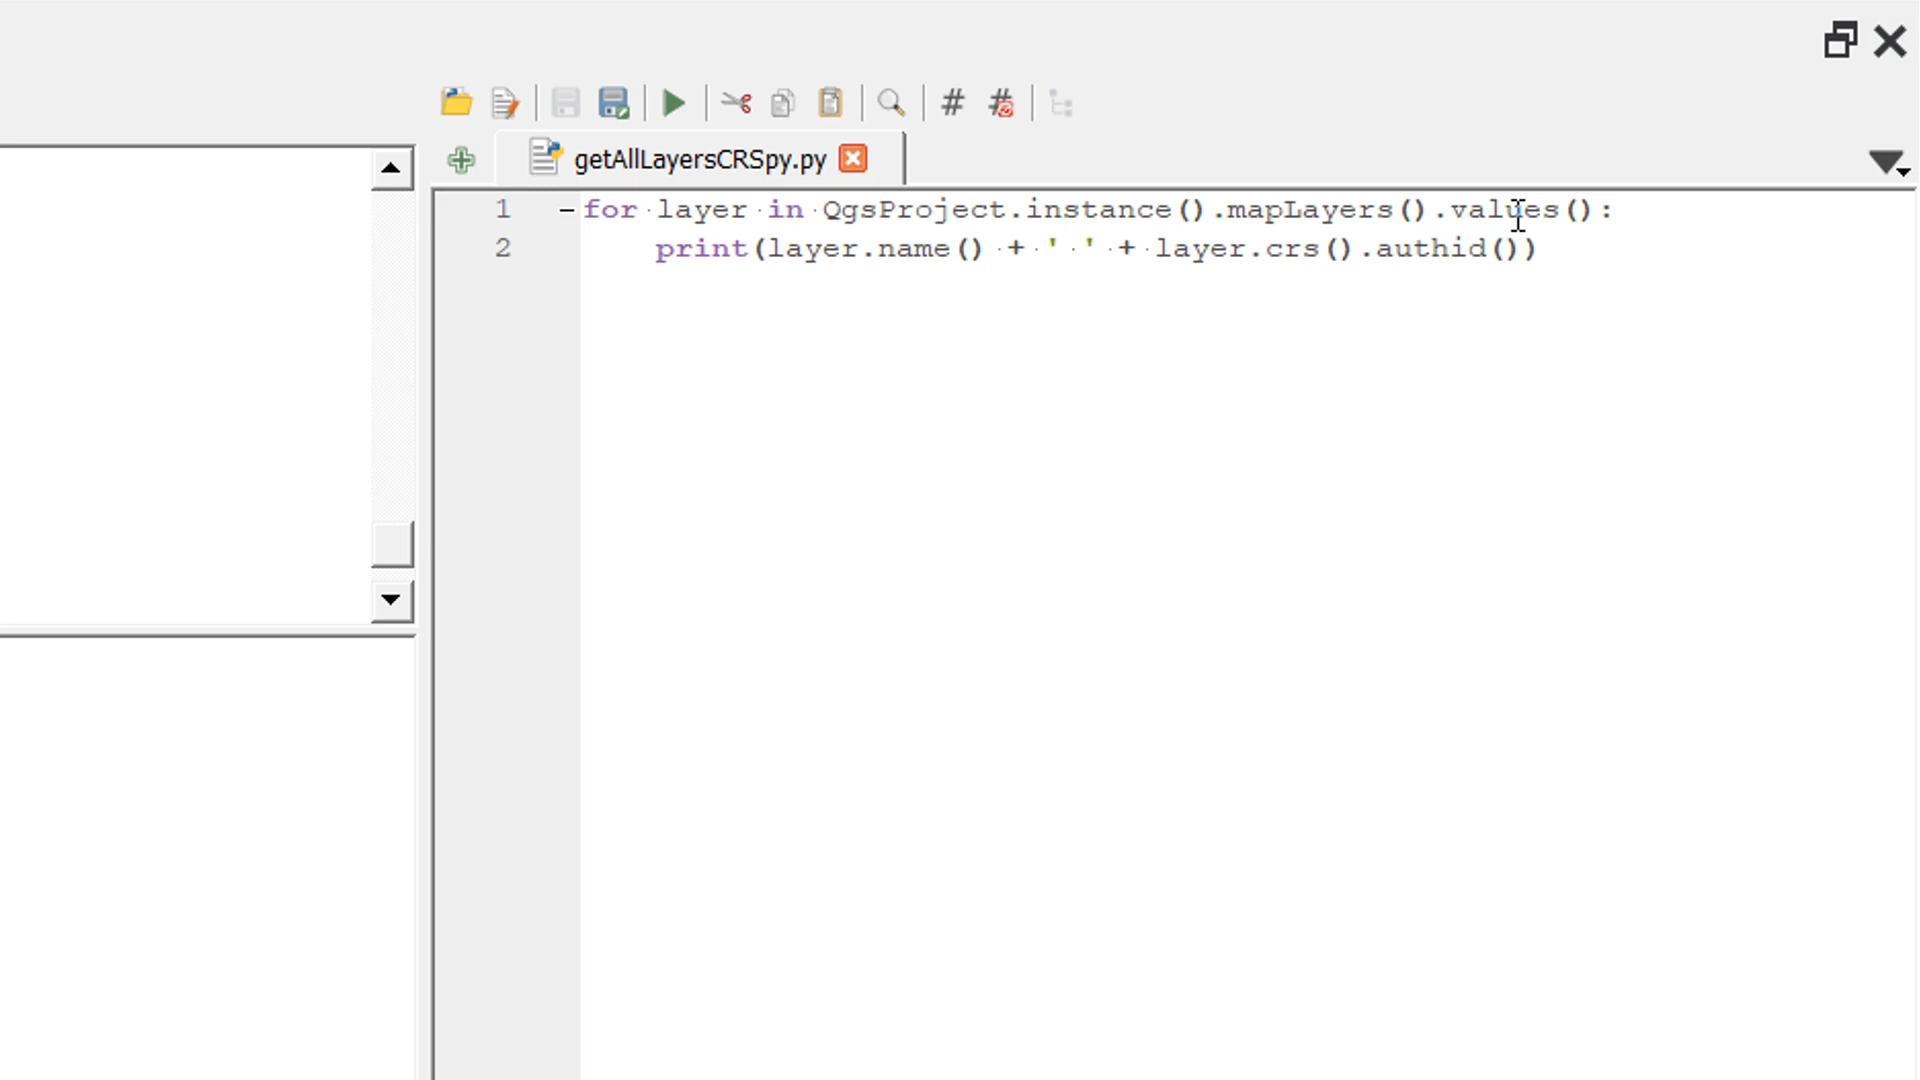 getAllLayersCRSpy.py
1 for layer in QgsProject.instance().mapLayers().values():
2     print(layer.name() + ' ' + layer.crs().authid())